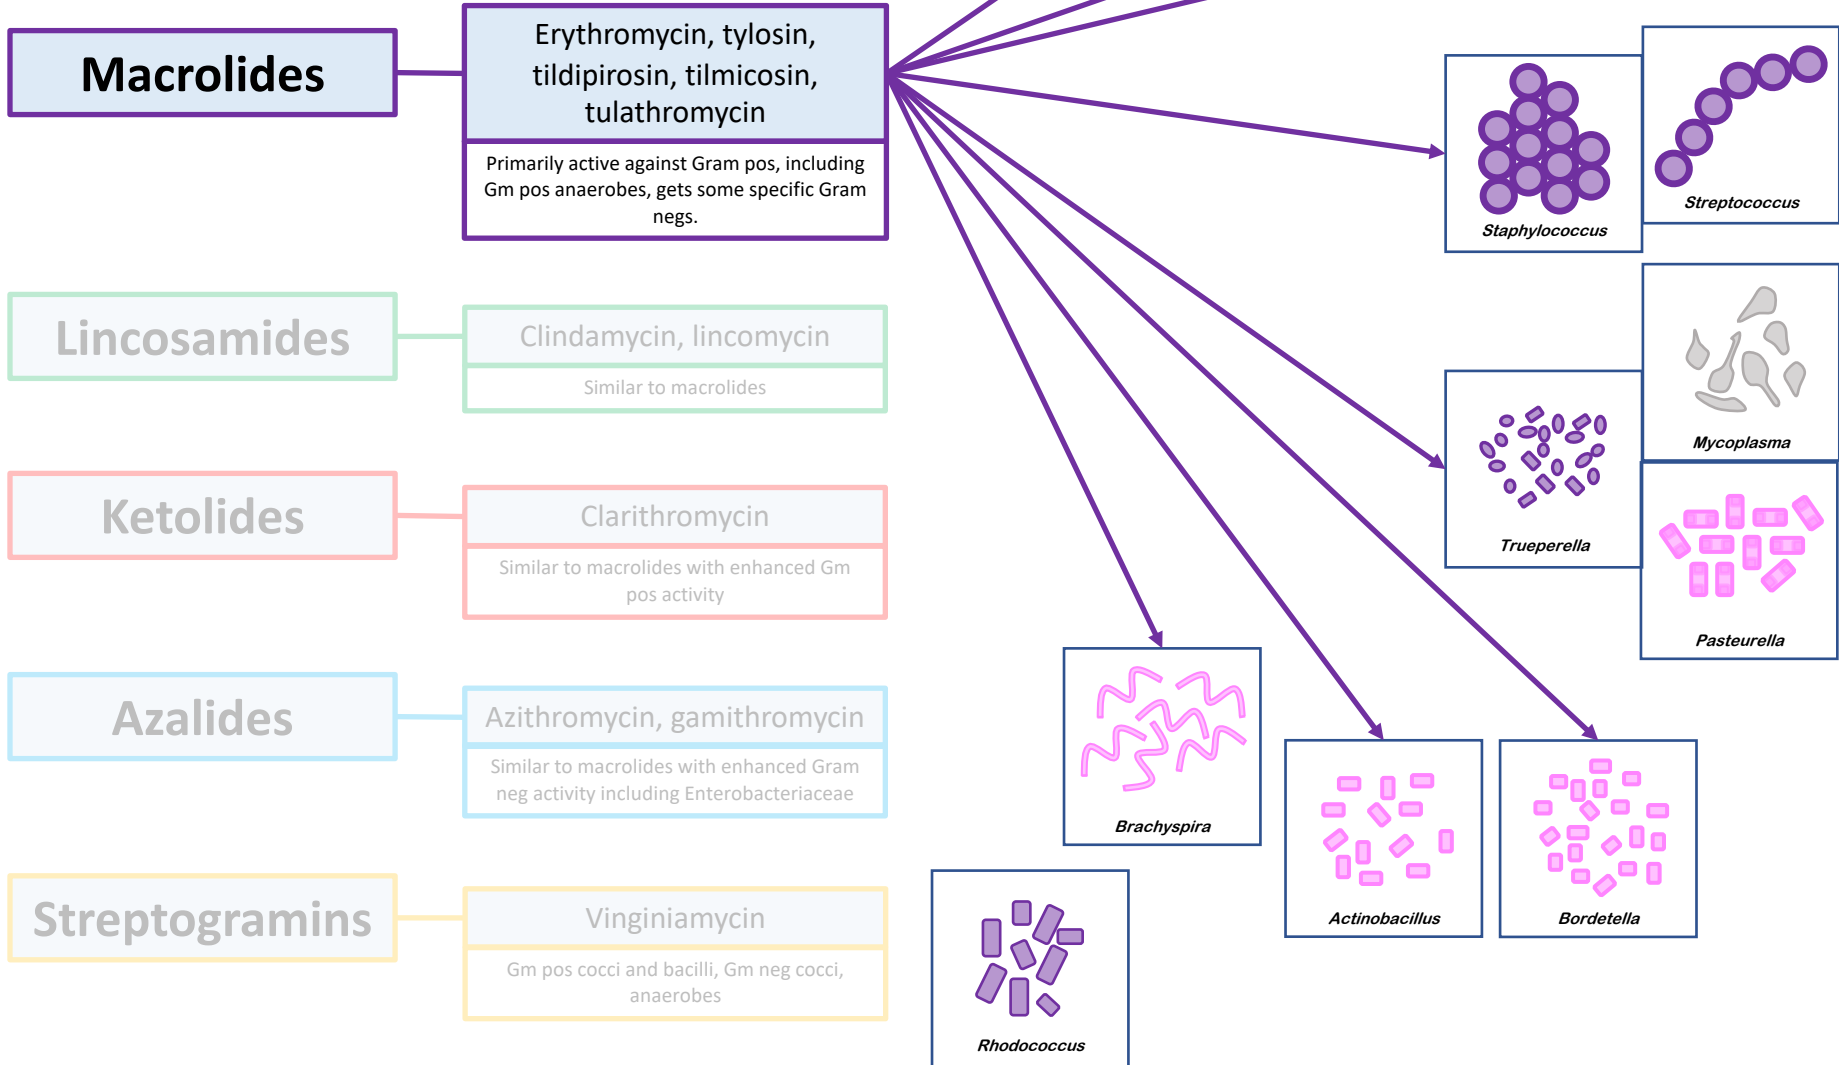 Macrolides
Erythromycin, tylosin,
tildipirosin, tilmicosin,
tulathromycin
Primarily active against Gram pos, including
Gm pos anaerobes, gets some specific Gram
negs.
Lincosamides
Clindamycin, lincomycin
Similar to macrolides
Ketolides
Clarithromycin
Similar to macrolides with enhanced Gm
pos activity
Azalides
Azithromycin, gamithromycin
Similar to macrolides with enhanced Gram
neg activity including Enterobacteriaceae
Streptogramins
Vinginiamycin
Gm pos cocci and bacilli, Gm neg cocci,
anaerobes
Staphylococcus
Streptococcus
Mycoplasma
Trueperella
Pasteurella
Brachyspira
Actinobacillus
Bordetella
Rhodococcus